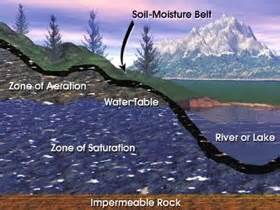 Soil-Moisture Belt
Zone of Aeration
Water Table
River or Lake
Zone of Saturation
Impermeable Rock